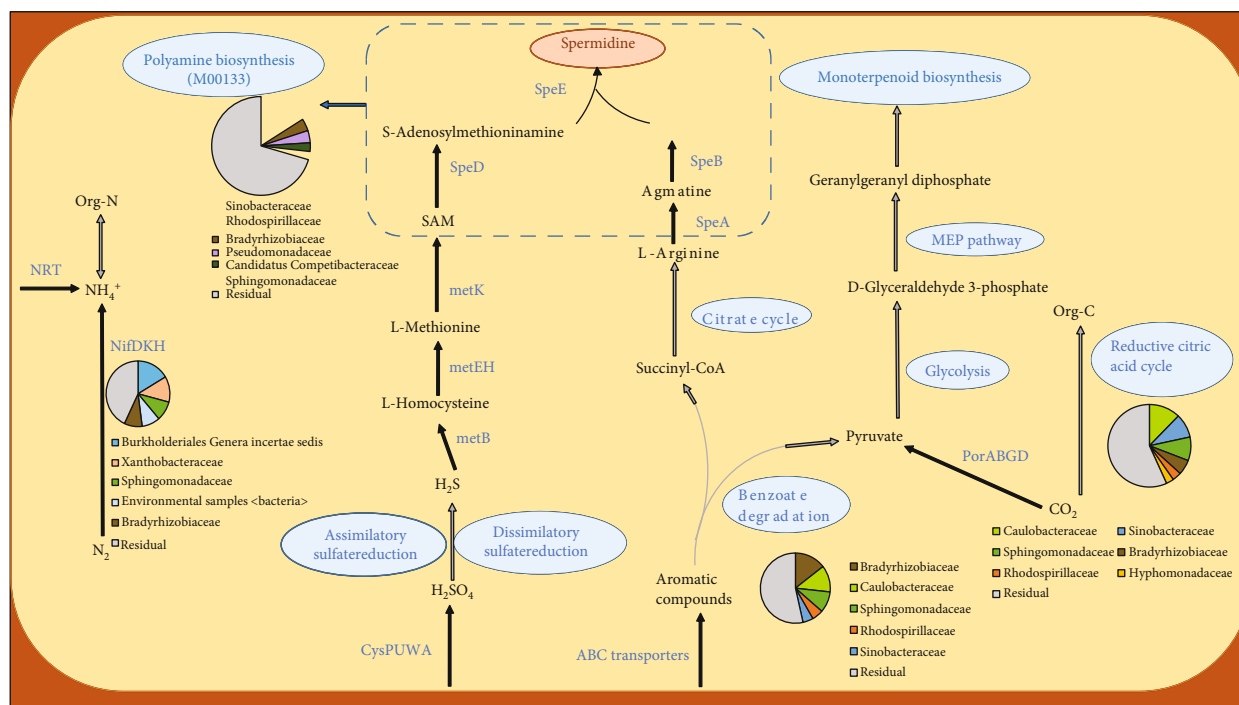 Polyamine biosynthesis
(M00133)
Spermidine
SpeE
S-Adenosylmethioninamine
SpeD
SAM
SpeB
Agmatine
SpeA
L-Arginine
Monoterpenoid biosynthesis
Geranylgeranyl diphosphate
MEP pathway
D-Glyceraldehyde 3-phosphate
Glycolysis
Pyruvate
PorABGD
Org-C
Reductive citric
acid cycle
CO2
Caulobacteraceae
Sinobacteraceae
Sphingomonadaceae
Bradyrhizobiaceae
Rhodospirillaceae
Hyphomonadaceae
Residual
Sinobacteraceae
Rhodospirillaceae
Bradyrhizobiaceae
Pseudomonadaceae
Candidatus Competibacteraceae
Sphingomonadaceae
Residual
Org-N
NRT
NH4+
NifDKH
Burkholderiales Genera incertae sedis
Xanthobacteraceae
Sphingomonadaceae
Environmental samples <bacteria>
Bradyrhizobiaceae
Residual
N2
metK
L-Methionine
metEH
L-Homocysteine
metB
H2S
Assimilatory
sulfatereduction
Dissimilatory
sulfatereduction
H2SO4
CysPUWA
Citrate cycle
Succinyl-CoA
Benzoate
degradation
Aromatic
compounds
ABC transporters
Bradyrhizobiaceae
Caulobacteraceae
Sphingomonadaceae
Rhodospirillaceae
Sinobacteraceae
Residual